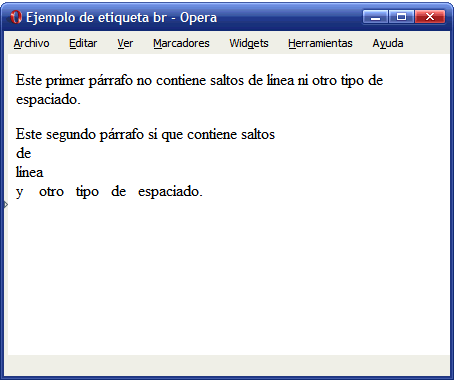 Ejemplo de etiqueta br - Opera
Archivo Editar Ver Marcadores Widgets Herramientas Ayuda
Este primer párrafo no contiene saltos de línea ni otro tipo de
espaciado.
Este segundo párrafo sí que contiene saltos
de
línea
y    otro   tipo   de   espaciado.